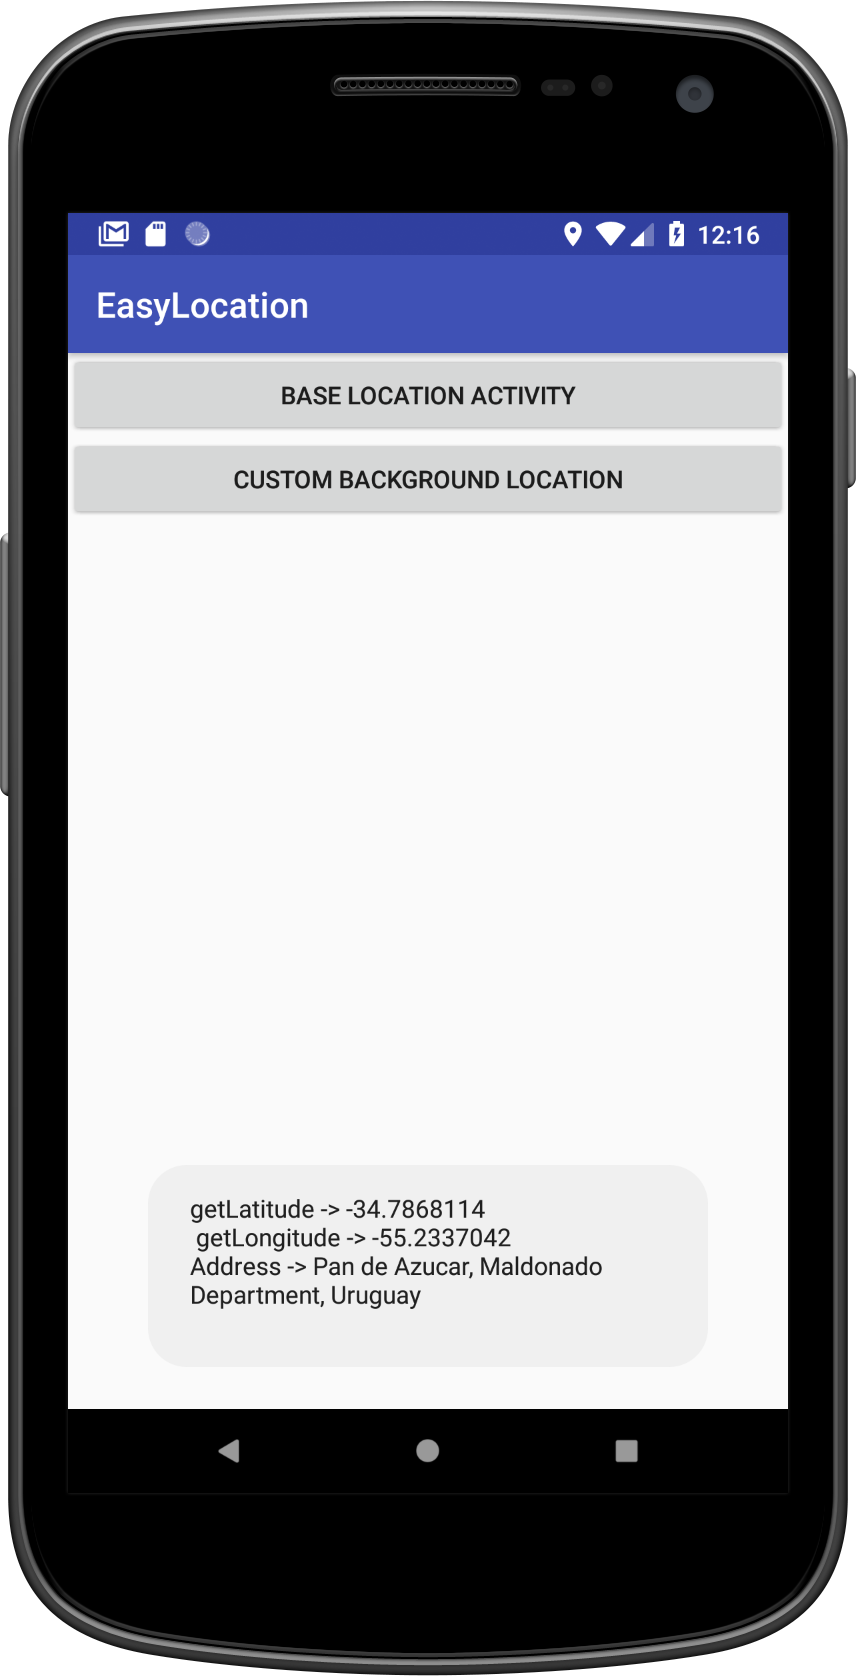 12:16
EasyLocation
BASE LOCATION ACTIVITY
CUSTOM BACKGROUND LOCATION
getLatitude -> -34.7868114
getLongitude -> -55.2337042
Address -> Pan de Azucar, Maldonado
Department, Uruguay